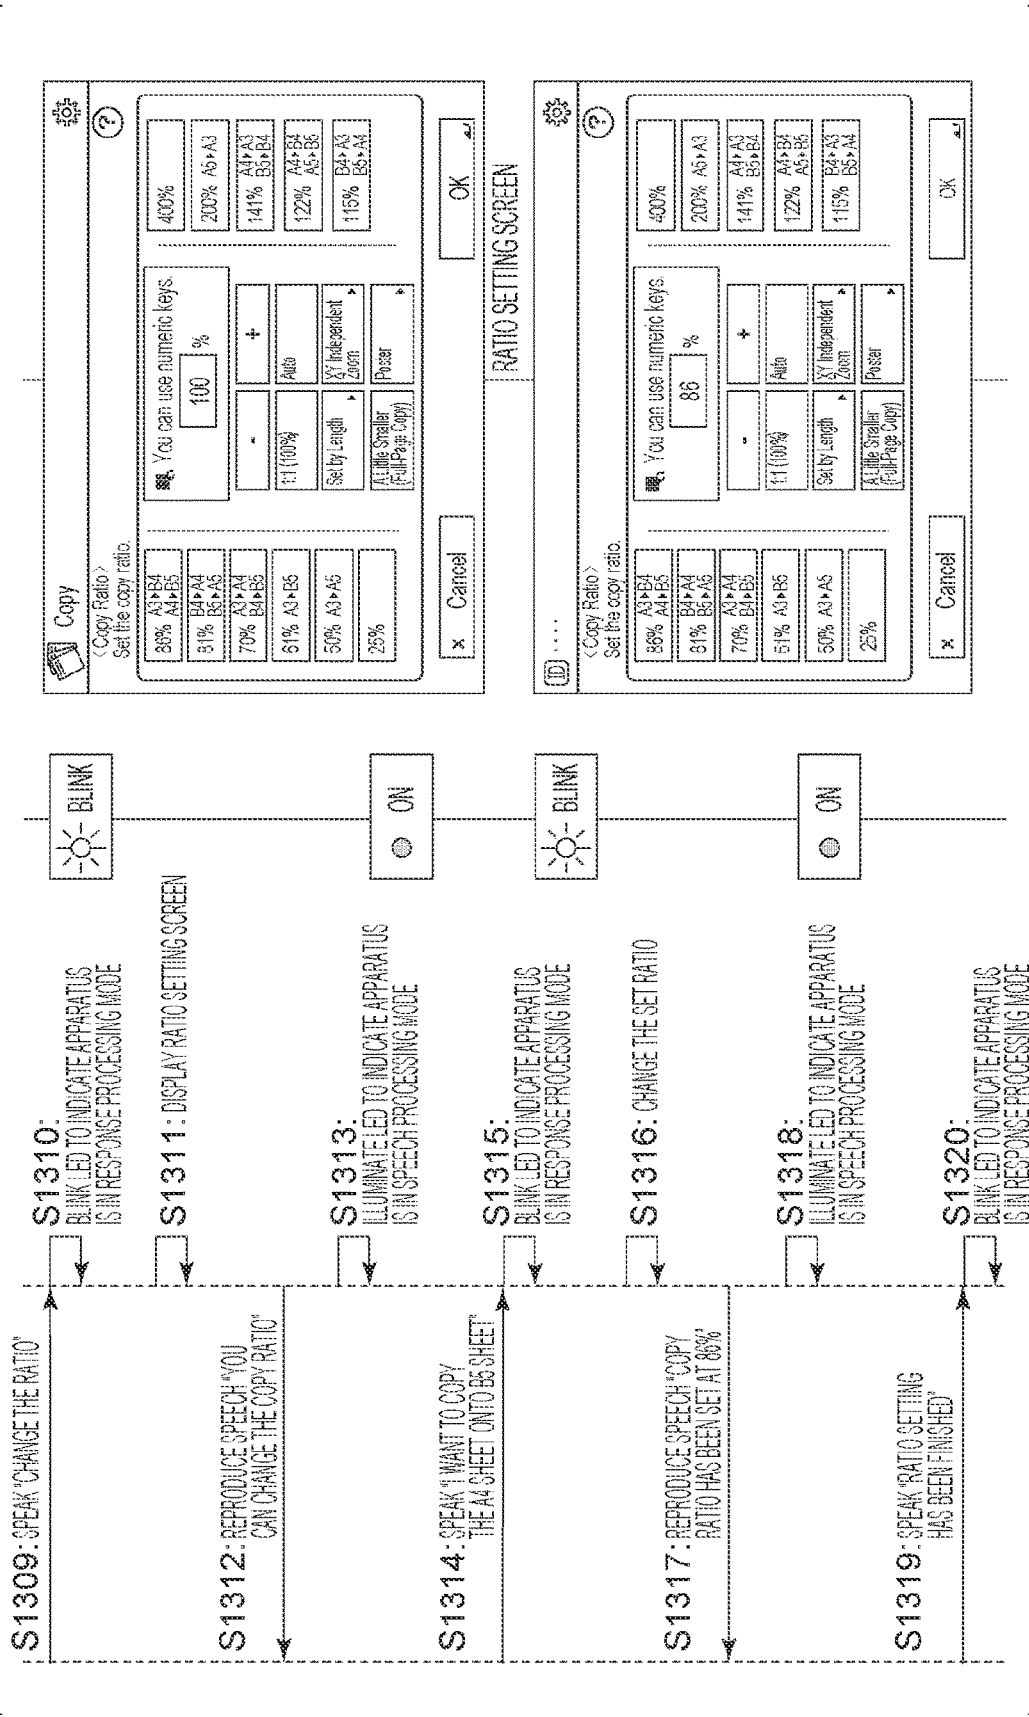 S1309: SPEAK "CHANGE THE RATIO"
S1310:
BLINK LED TO INDICATE APPARATUS
IS IN RESPONSE PROCESSING MODE
BLINK
S1311: DISPLAY RATIO SETTING SCREEN
S1312: REPRODUCE SPEECH "YOU
CAN CHANGE THE COPY RATIO"
S1313:
ILLUMINATE LED TO INDICATE APPARATUS
IS IN SPEECH PROCESSING MODE
ON
S1314: SPEAK "I WANT TO COPY
THE A4 SHEET ONTO B5 SHEET"
S1315:
BLINK LED TO INDICATE APPARATUS
IS IN RESPONSE PROCESSING MODE
BLINK
S1316: CHANGE THE SET RATIO
S1317: REPRODUCE SPEECH "COPY
RATIO HAS BEEN SET AT 86%"
S1318:
ILLUMINATE LED TO INDICATE APPARATUS
IS IN SPEECH PROCESSING MODE
ON
S1319: SPEAK "RATIO SETTING
HAS BEEN FINISHED"
S1320:
BLINK LED TO INDICATE APPARATUS
IS IN RESPONSE PROCESSING MODE
Copy
<Copy Ratio>
Set the copy ratio.
?
86% A3▸B4
A4▸B5
81% B4▸A4
B5▸A5
70% A3▸A4
B4▸B5
61% A3▸B5
50% A3▸A5
25%
You can use numeric keys.
100 %
- +
1:1 (100%) Auto
Set by Length ▸
XY Independent
Zoom ▸
A Little Smaller
(Full-Page Copy)
Poster ▸
400%
200% A5▸A3
141% A4▸A3
B5▸B4
122% A4▸B4
A5▸B5
115% B4▸A3
B5▸A4
× Cancel
OK ↵
RATIO SETTING SCREEN
ID ....
<Copy Ratio>
Set the copy ratio.
?
86% A3▸B4
A4▸B5
81% B4▸A4
B5▸A5
70% A3▸A4
B4▸B5
61% A3▸B5
50% A3▸A5
25%
You can use numeric keys.
86 %
- +
1:1 (100%) Auto
Set by Length ▸
XY Independent
Zoom ▸
A Little Smaller
(Full-Page Copy)
Poster ▸
400%
200% A5▸A3
141% A4▸A3
B5▸B4
122% A4▸B4
A5▸B5
115% B4▸A3
B5▸A4
× Cancel
OK ↵